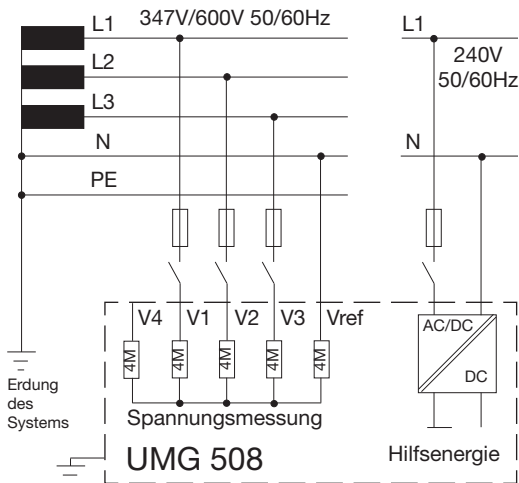 L1 347V/600V 50/60Hz
L2
L3
N
PE
L1
240V
50/60Hz
N
V4 V1 V2 V3 Vref
4M 4M 4M 4M 4M
AC/DC
DC
Spannungsmessung
UMG 508
Hilfsenergie
Erdung
des
Systems